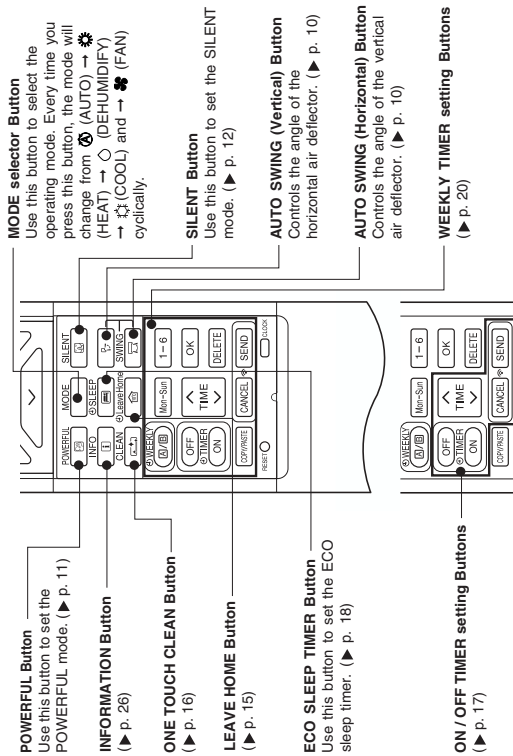 POWERFUL Button
Use this button to set the
POWERFUL mode. (▶ p. 11)
INFORMATION Button
(▶ p. 26)
ONE TOUCH CLEAN Button
(▶ p. 16)
LEAVE HOME Button
(▶ p. 15)
ECO SLEEP TIMER Button
Use this button to set the ECO
sleep timer. (▶ p. 18)
ON / OFF TIMER setting Buttons
(▶ p. 17)
POWERFUL MODE SILENT
INFO SLEEP
SWING
CLEAN LeaveHome
WEEKLY
A/B Mon–Sun 1–6
OFF OK
TIMER TIME
ON DELETE
COPY/PASTE CANCEL SEND
RESET CLOCK
WEEKLY
A/B Mon–Sun 1–6
OFF OK
TIMER TIME
ON DELETE
COPY/PASTE CANCEL SEND
MODE selector Button
Use this button to select the
operating mode. Every time you
press this button, the mode will
change from (AUTO) →
(HEAT) → (DEHUMIDIFY)
→ (COOL) and → (FAN)
cyclically.
SILENT Button
Use this button to set the SILENT
mode. (▶ p. 12)
AUTO SWING (Vertical) Button
Controls the angle of the
horizontal air deflector. (▶ p. 10)
AUTO SWING (Horizontal) Button
Controls the angle of the vertical
air deflector. (▶ p. 10)
WEEKLY TIMER setting Buttons
(▶ p. 20)